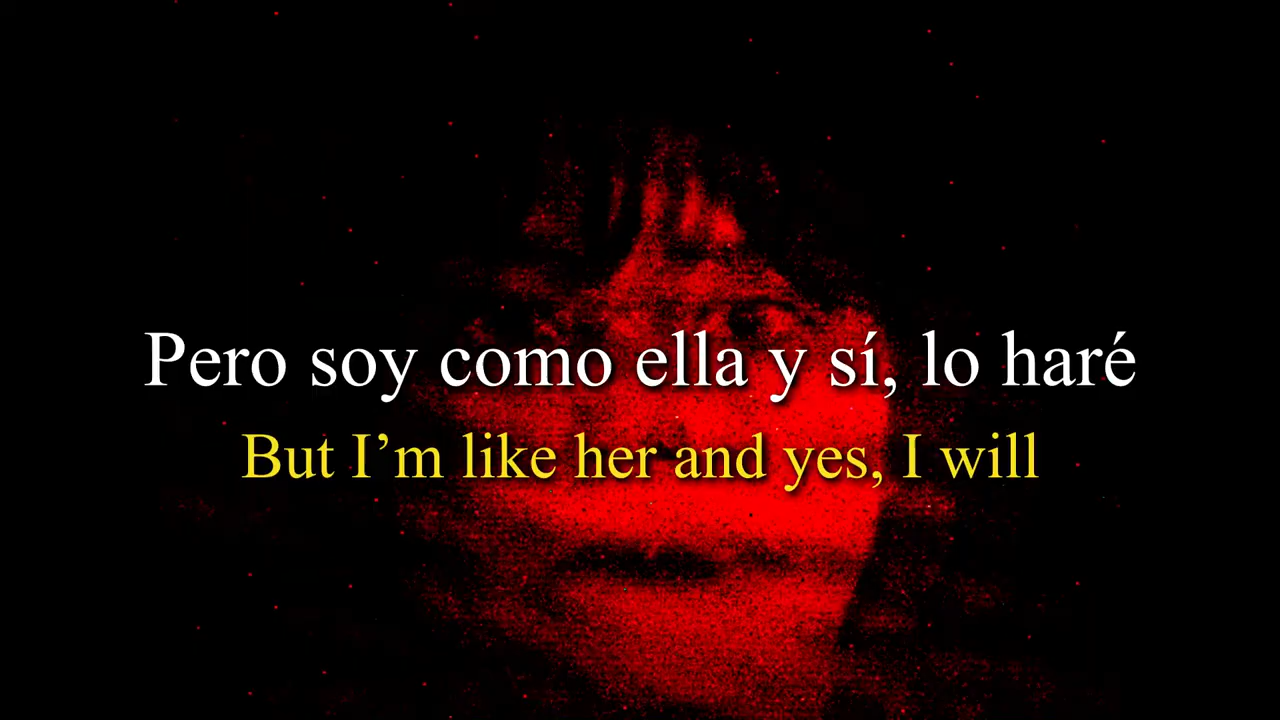 Pero soy como ella y sí, lo haré
But I’m like her and yes, I will